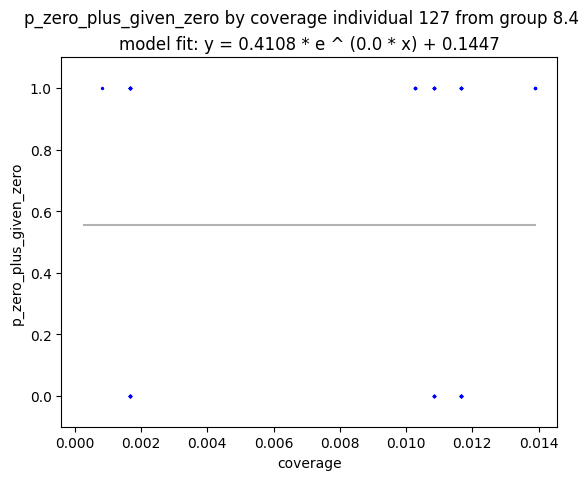 p_zero_plus_given_zero by coverage individual 127 from group 8.4
model fit: y = 0.4108 * e ^ (0.0 * x) + 0.1447
1.0
0.8
0.6
0.4
0.2
0.0
p_zero_plus_given_zero
0.000 0.002 0.004 0.006 0.008 0.010 0.012 0.014
coverage